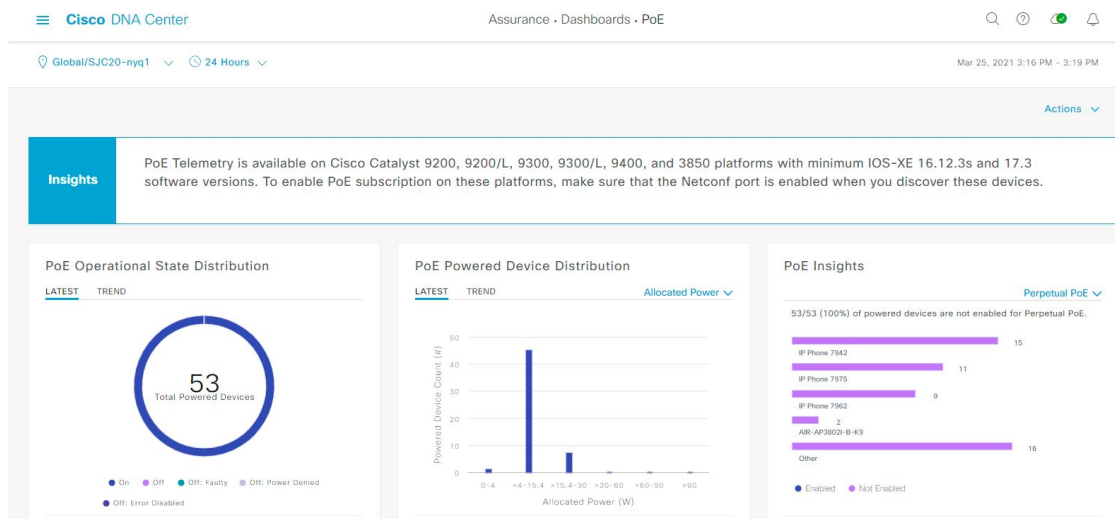 Cisco DNA Center
Assurance • Dashboards • PoE
Global/SJC20-nyq1
24 Hours
Mar 25, 2021 3:16 PM - 3:19 PM
Actions
Insights
PoE Telemetry is available on Cisco Catalyst 9200, 9200/L, 9300, 9300/L, 9400, and 3850 platforms with minimum IOS-XE 16.12.3s and 17.3
software versions. To enable PoE subscription on these platforms, make sure that the Netconf port is enabled when you discover these devices.
PoE Operational State Distribution
LATEST TREND
53
Total Powered Devices
On Off Off: Faulty Off: Power Denied
Off: Error Disabled
PoE Powered Device Distribution
LATEST TREND Allocated Power
Powered Device Count (#)
50
40
30
20
10
0
0-4 >4-15.4 >15.4-30 >30-60 >60-90 >90
Allocated Power (W)
PoE Insights
Perpetual PoE
53/53 (100%) of powered devices are not enabled for Perpetual PoE.
15
IP Phone 7942
11
IP Phone 7975
9
IP Phone 7962
2
AIR-AP3802I-B-K9
16
Other
Enabled Not Enabled